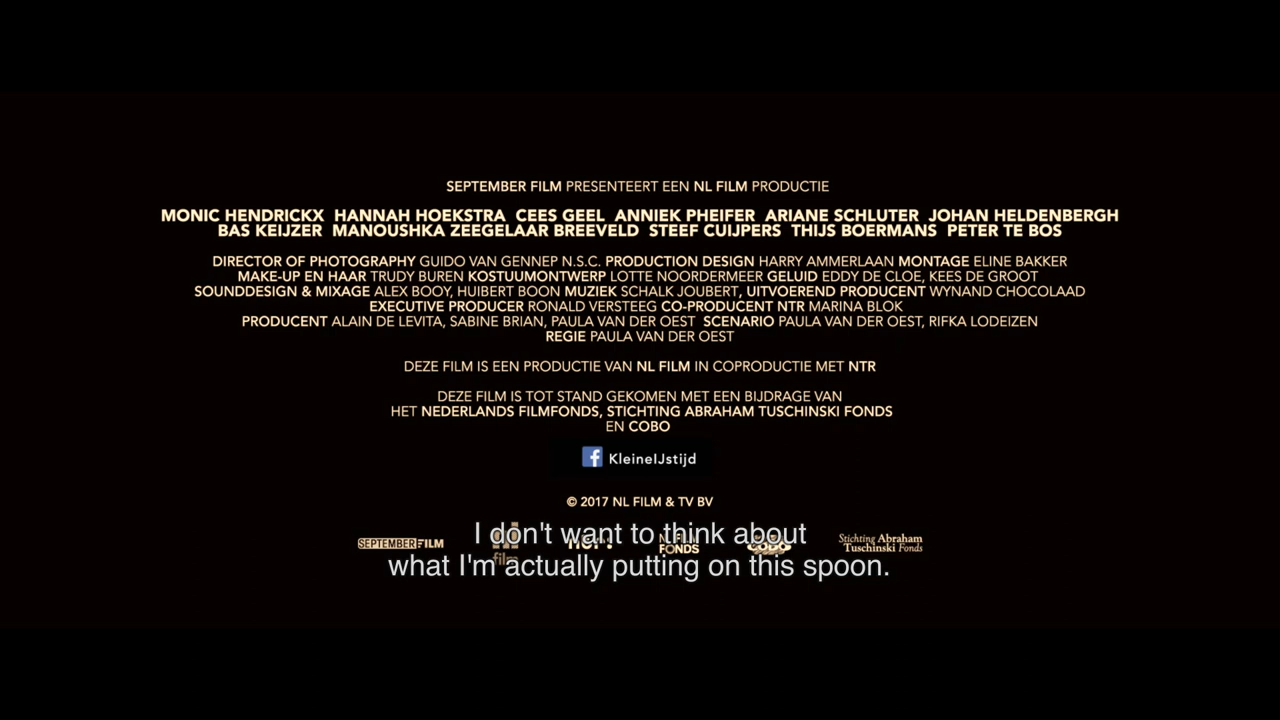 SEPTEMBER FILM PRESENTEERT EEN NL FILM PRODUCTIE
MONIC HENDRICKX HANNAH HOEKSTRA CEES GEEL ANNIEK PHEIFER ARIANE SCHLUTER JOHAN HELDENBERGH
BAS KEIJZER MANOUSHKA ZEEGELAAR BREEVELD STEEF CUIJPERS THIJS BOERMANS PETER TE BOS
DIRECTOR OF PHOTOGRAPHY GUIDO VAN GENNEP N.S.C. PRODUCTION DESIGN HARRY AMMERLAAN MONTAGE ELINE BAKKER
MAKE-UP EN HAAR TRUDY BUREN KOSTUUMONTWERP LOTTE NOORDERMEER GELUID EDDY DE CLOE, KEES DE GROOT
SOUNDDESIGN & MIXAGE ALEX BOOY, HUIBERT BOON MUZIEK SCHALK JOUBERT, UITVOEREND PRODUCENT WYNAND CHOCOLAAD
EXECUTIVE PRODUCER RONALD VERSTEEG CO-PRODUCENT NTR MARINA BLOK
PRODUCENT ALAIN DE LEVITA, SABINE BRIAN, PAULA VAN DER OEST SCENARIO PAULA VAN DER OEST, RIFKA LODEIZEN
REGIE PAULA VAN DER OEST
DEZE FILM IS EEN PRODUCTIE VAN NL FILM IN COPRODUCTIE MET NTR
DEZE FILM IS TOT STAND GEKOMEN MET EEN BIJDRAGE VAN
HET NEDERLANDS FILMFONDS, STICHTING ABRAHAM TUSCHINSKI FONDS
EN COBO
f KleineIJstijd
© 2017 NL FILM & TV BV
I don't want to think about
what I'm actually putting on this spoon.
SEPTEMBER FILM
film
FONDS
Stichting Abraham
Tuschinski Fonds